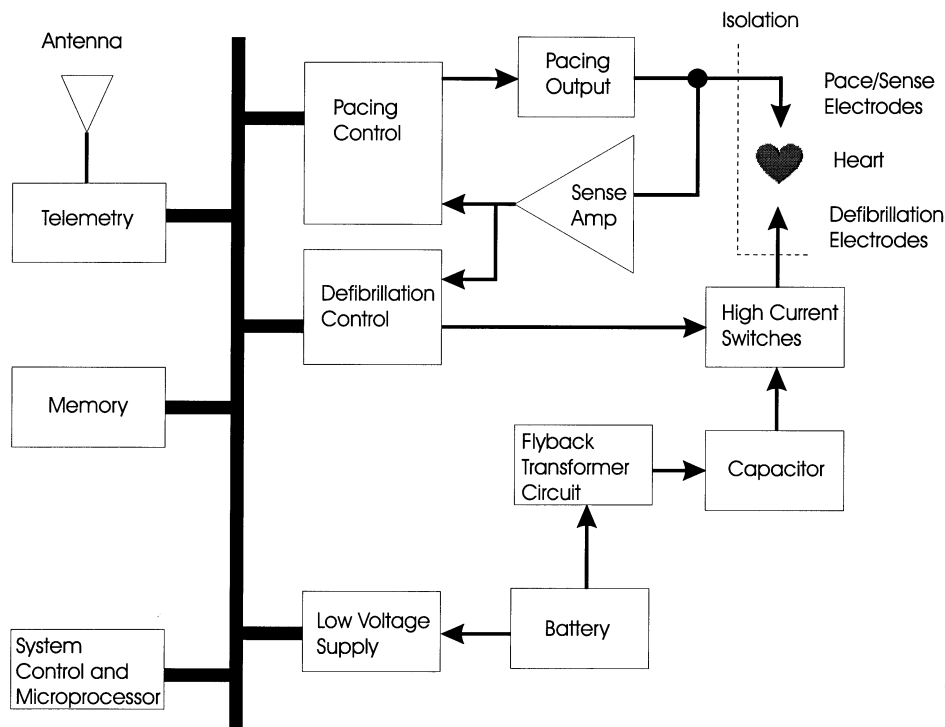 Isolation
Antenna
Pacing
Output
Pace/Sense
Electrodes
Pacing
Control
Heart
Sense
Amp
Telemetry
Defibrillation
Electrodes
Defibrillation
Control
High Current
Switches
Memory
Flyback
Transformer
Circuit
Capacitor
Low Voltage
Supply
Battery
System
Control and
Microprocessor